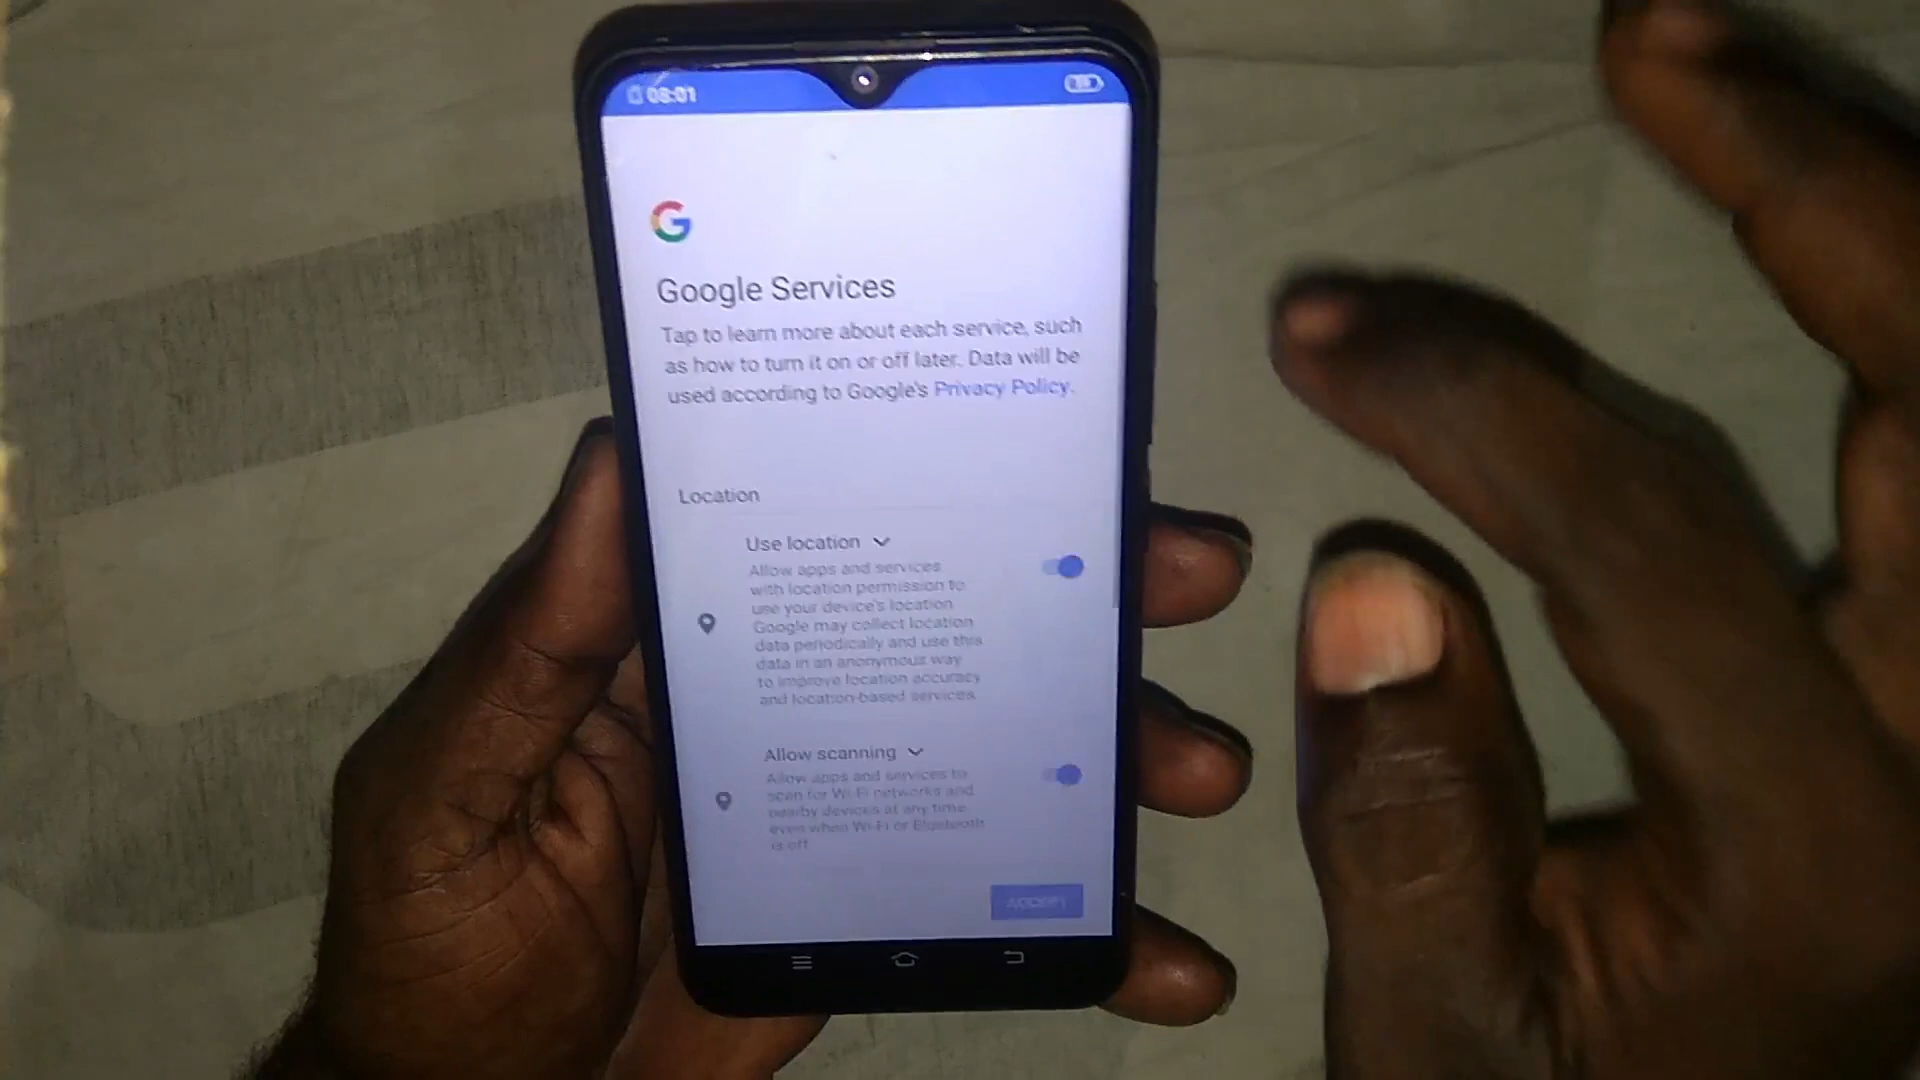 08:01
Google Services
Tap to learn more about each service, such
as how to turn it on or off later. Data will be
used according to Google's Privacy Policy.
Location
Use location
Allow apps and services
with location permission to
use your device's location
Google may collect location
data periodically and use this
data in an anonymous way
to improve location accuracy
and location-based services.
Allow scanning
Allow apps and services to
scan for Wi-Fi networks and
nearby devices at any time
even when Wi-Fi or Bluetooth
is off